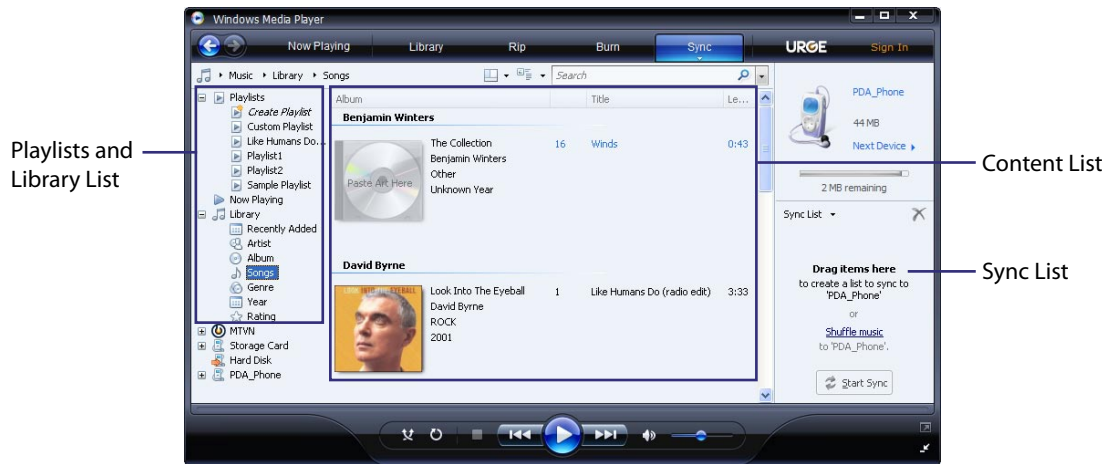 Windows Media Player
Now Playing Library Rip Burn Sync URGE Sign In
Music Library Songs Search
Playlists and
Library List
Playlists
Create Playlist
Custom Playlist
Like Humans Do...
Playlist1
Playlist2
Sample Playlist
Now Playing
Library
Recently Added
Artist
Album
Songs
Genre
Year
Rating
MTVN
Storage Card
Hard Disk
PDA_Phone
Album Title Le...
Benjamin Winters
Paste Art Here
The Collection 16 Winds 0:43
Benjamin Winters
Other
Unknown Year
David Byrne
LOOK INTO THE EYEBALL
Look Into The Eyeball 1 Like Humans Do (radio edit) 3:33
David Byrne
ROCK
2001
PDA_Phone
44 MB
Next Device
2 MB remaining
Sync List
Drag items here
to create a list to sync to
'PDA_Phone'
or
Shuffle music
to 'PDA_Phone'.
Start Sync
Content List
Sync List